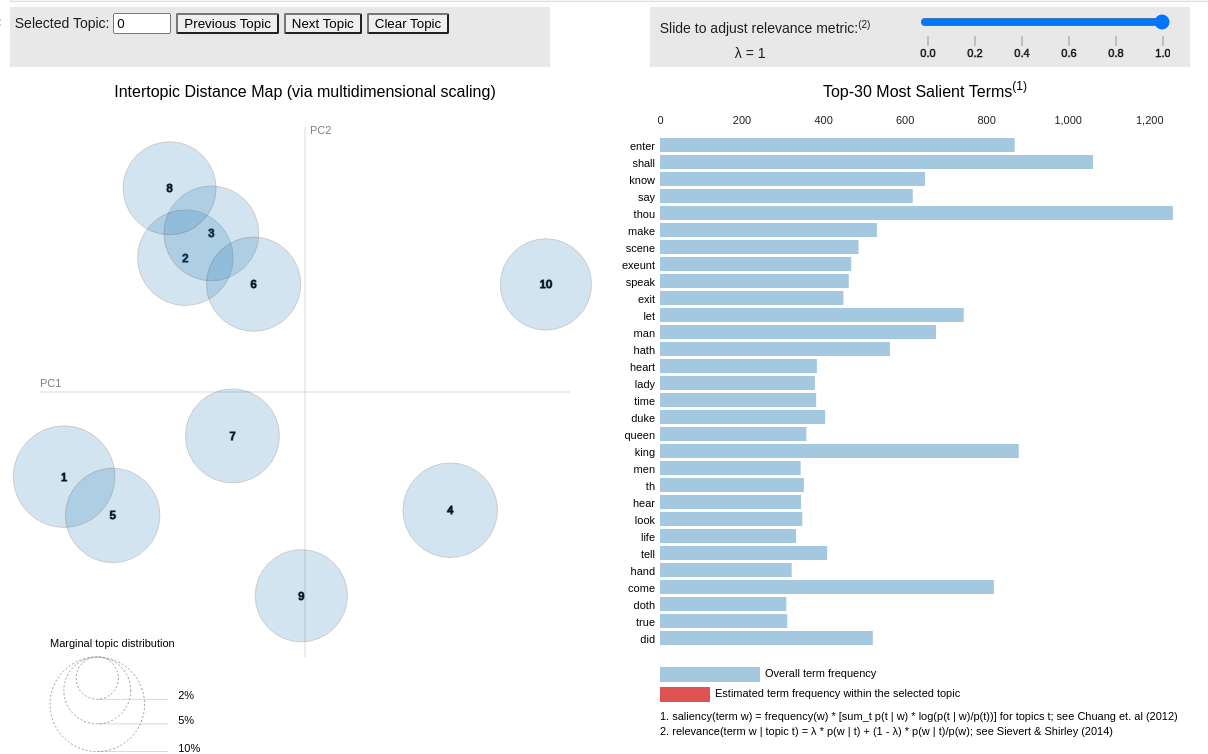 Selected Topic: 0 Previous Topic Next Topic Clear Topic
Slide to adjust relevance metric:(2)
λ = 1
0.0 0.2 0.4 0.6 0.8 1.0
Intertopic Distance Map (via multidimensional scaling)
PC2
PC1
8
3
2
6
10
7
1
5
4
9
Marginal topic distribution
2%
5%
10%
Top-30 Most Salient Terms(1)
0 200 400 600 800 1,000 1,200
enter
shall
know
say
thou
make
scene
exeunt
speak
exit
let
man
hath
heart
lady
time
duke
queen
king
men
th
hear
look
life
tell
hand
come
doth
true
did
Overall term frequency
Estimated term frequency within the selected topic
1. saliency(term w) = frequency(w) * [sum_t p(t | w) * log(p(t | w)/p(t))] for topics t; see Chuang et. al (2012)
2. relevance(term w | topic t) = λ * p(w | t) + (1 - λ) * p(w | t)/p(w); see Sievert & Shirley (2014)